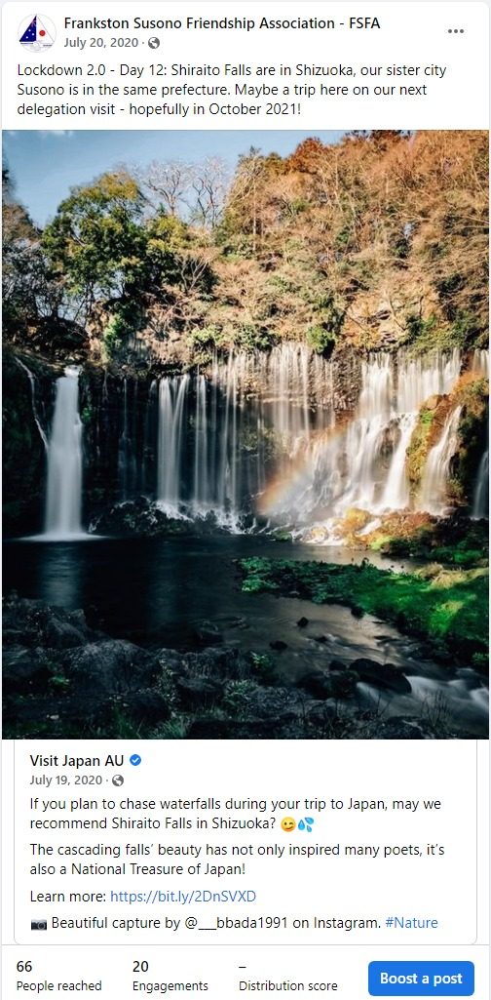 Frankston Susono Friendship Association - FSFA
July 20, 2020 ·
Lockdown 2.0 - Day 12: Shiraito Falls are in Shizuoka, our sister city
Susono is in the same prefecture. Maybe a trip here on our next
delegation visit - hopefully in October 2021!
Visit Japan AU
July 19, 2020 ·
If you plan to chase waterfalls during your trip to Japan, may we
recommend Shiraito Falls in Shizuoka? 😉💦
The cascading falls’ beauty has not only inspired many poets, it’s
also a National Treasure of Japan!
Learn more: https://bit.ly/2DnSVXD
📷 Beautiful capture by @___bbada1991 on Instagram. #Nature
66 20 –
People reached Engagements Distribution score
Boost a post